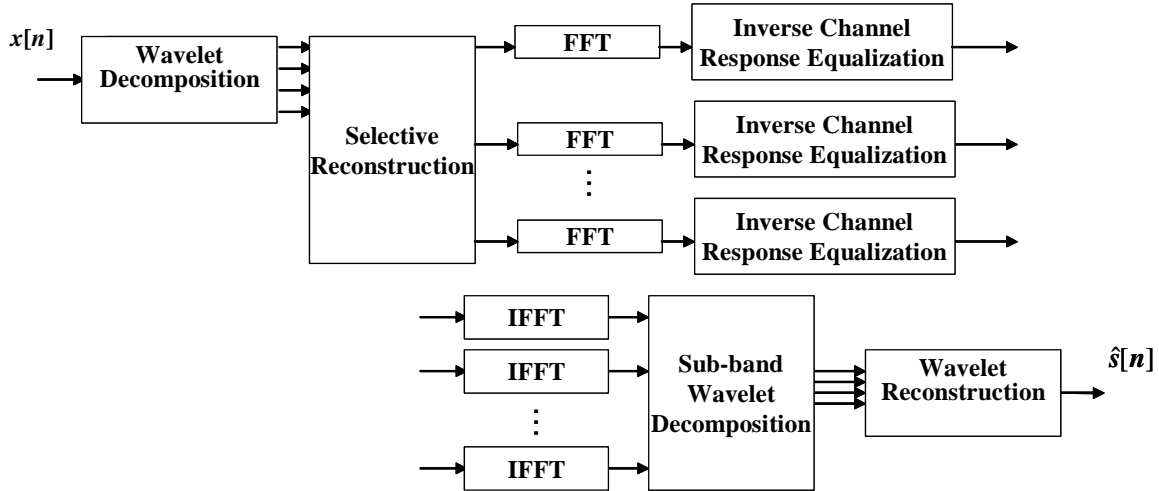 x[n]
Wavelet
Decomposition
Selective
Reconstruction
FFT
Inverse Channel
Response Equalization
FFT
Inverse Channel
Response Equalization
...
FFT
Inverse Channel
Response Equalization
IFFT
IFFT
...
IFFT
Sub-band
Wavelet
Decomposition
Wavelet
Reconstruction
ŝ[n]